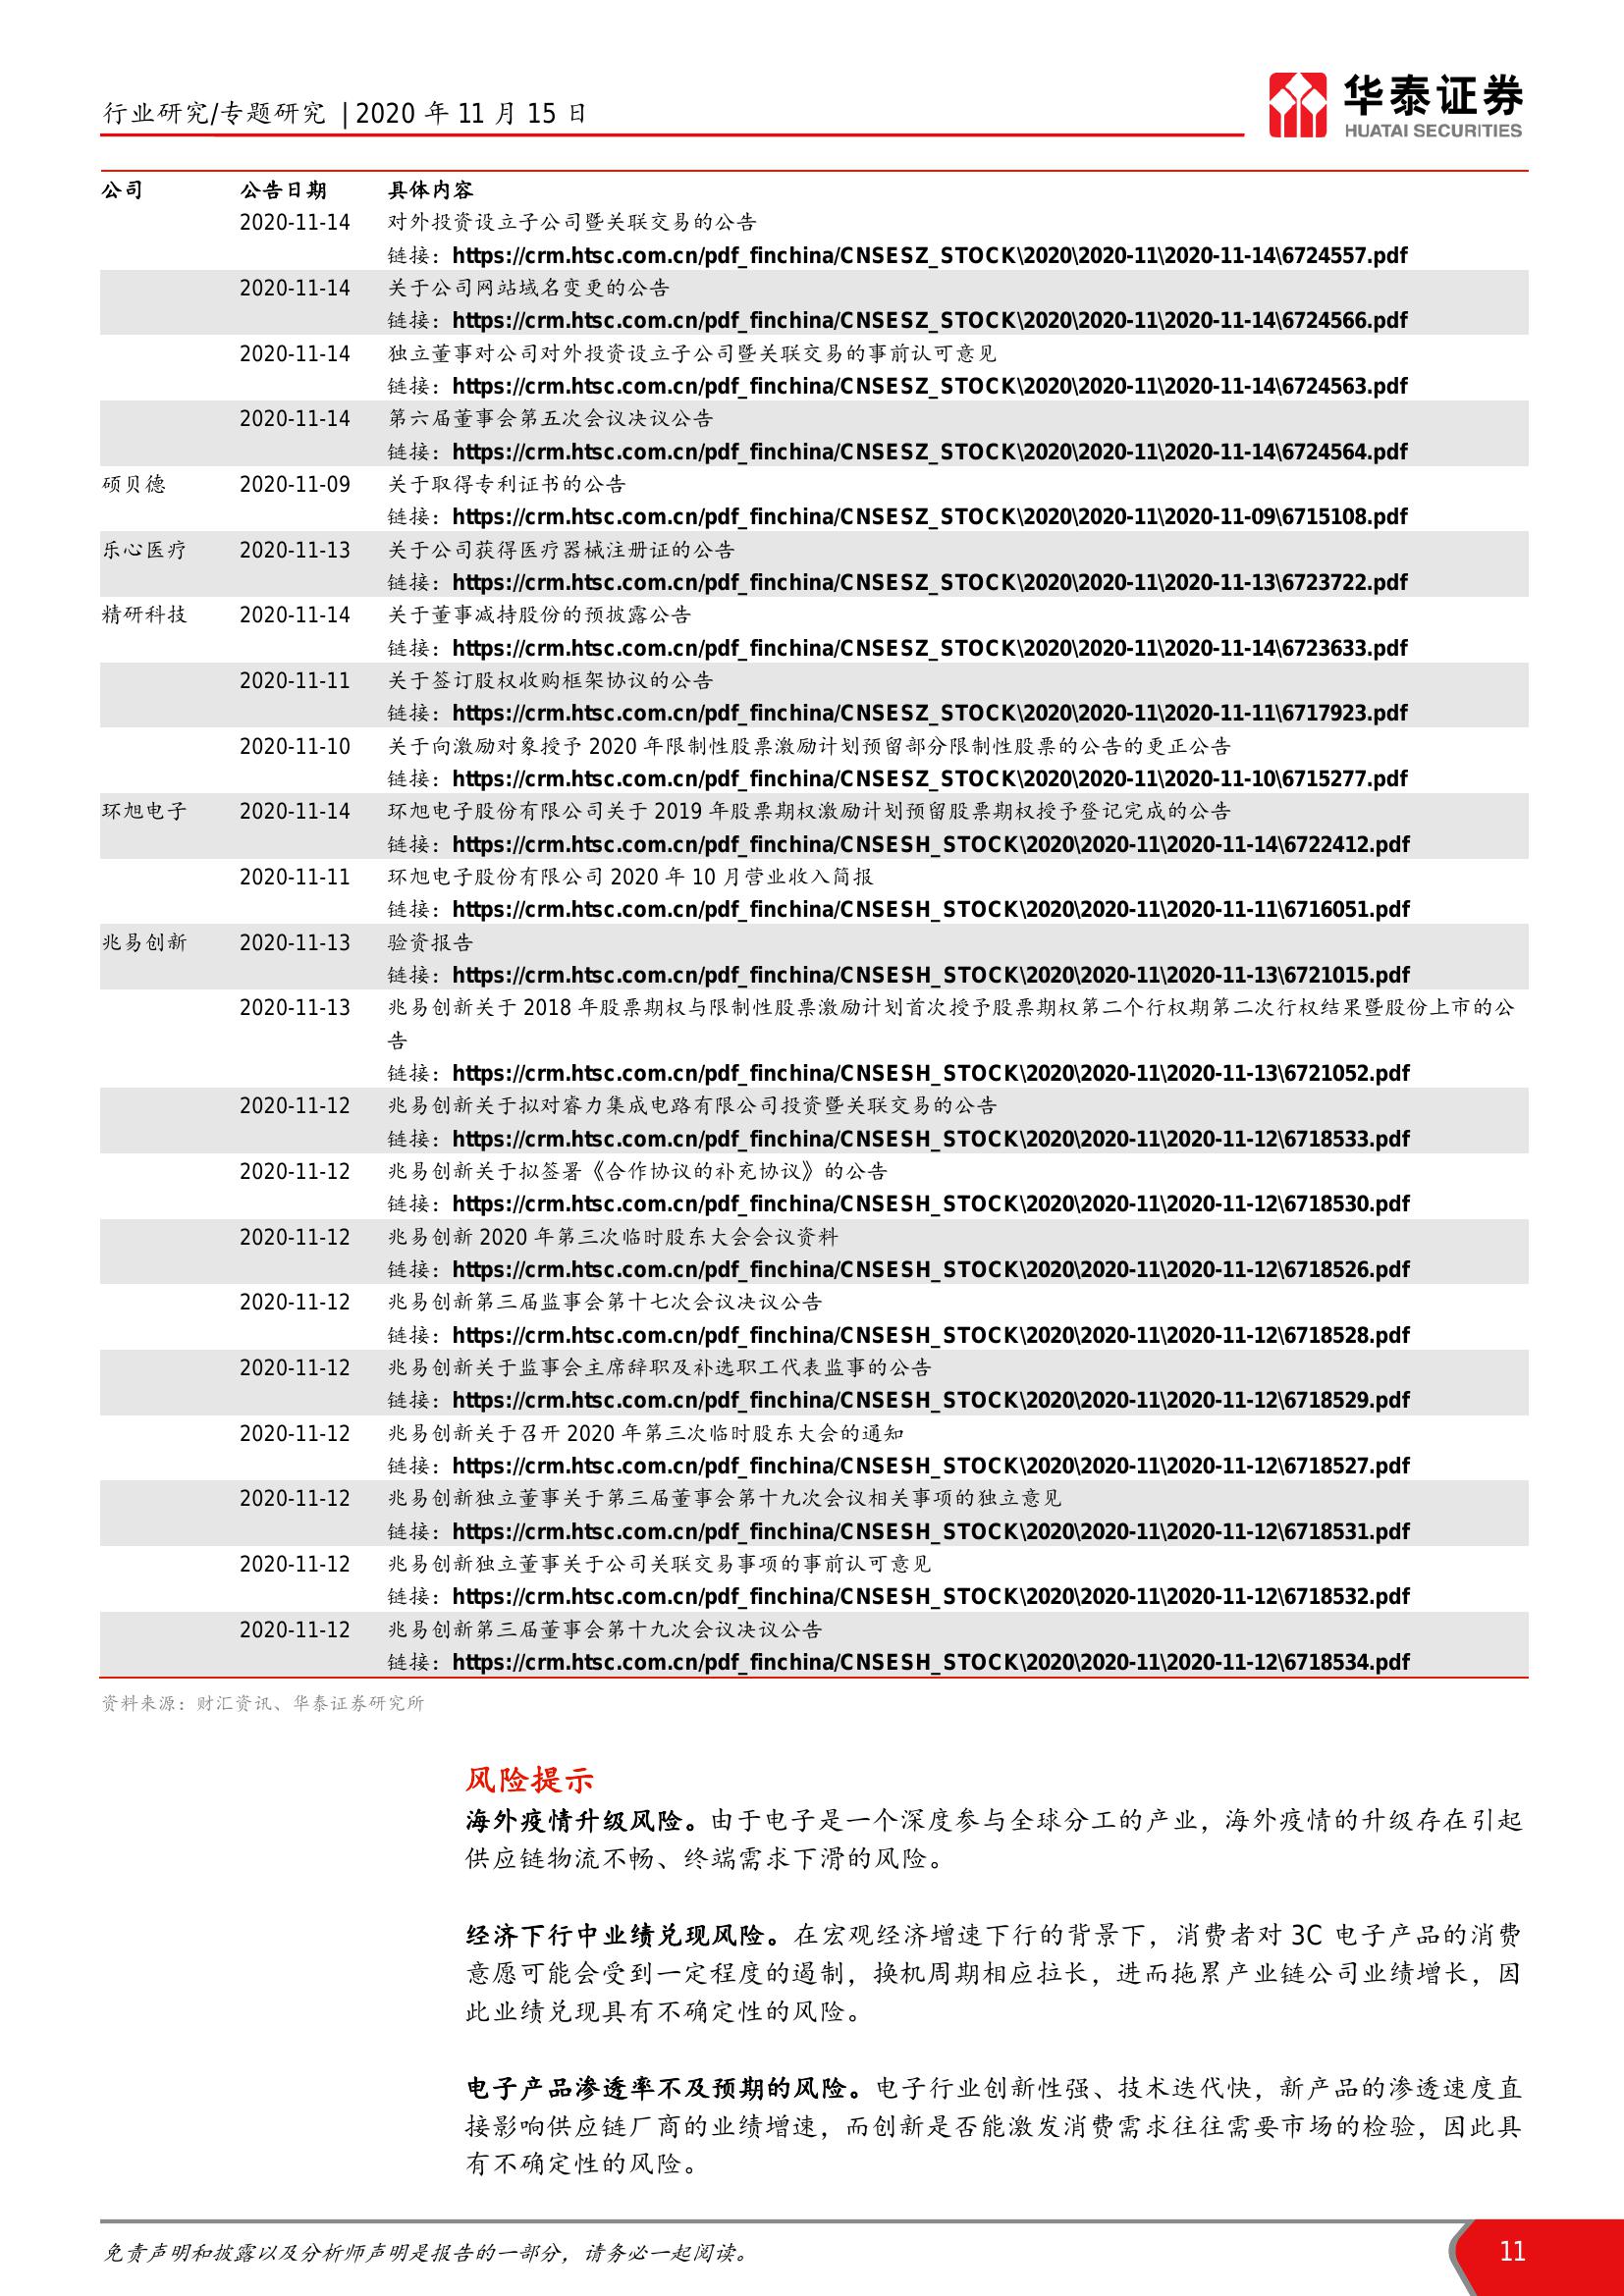 行业研究/专题研究 | 2020 年 11 月 15 日
华泰证券
HUATAI SECURITIES
公司 公告日期 具体内容
2020-11-14 对外投资设立子公司暨关联交易的公告
链接：https://crm.htsc.com.cn/pdf_finchina/CNSESZ_STOCK\2020\2020-11\2020-11-14\6724557.pdf
2020-11-14 关于公司网站域名变更的公告
链接：https://crm.htsc.com.cn/pdf_finchina/CNSESZ_STOCK\2020\2020-11\2020-11-14\6724566.pdf
2020-11-14 独立董事对公司对外投资设立子公司暨关联交易的事前认可意见
链接：https://crm.htsc.com.cn/pdf_finchina/CNSESZ_STOCK\2020\2020-11\2020-11-14\6724563.pdf
2020-11-14 第六届董事会第五次会议决议公告
链接：https://crm.htsc.com.cn/pdf_finchina/CNSESZ_STOCK\2020\2020-11\2020-11-14\6724564.pdf
硕贝德 2020-11-09 关于取得专利证书的公告
链接：https://crm.htsc.com.cn/pdf_finchina/CNSESZ_STOCK\2020\2020-11\2020-11-09\6715108.pdf
乐心医疗 2020-11-13 关于公司获得医疗器械注册证的公告
链接：https://crm.htsc.com.cn/pdf_finchina/CNSESZ_STOCK\2020\2020-11\2020-11-13\6723722.pdf
精研科技 2020-11-14 关于董事减持股份的预披露公告
链接：https://crm.htsc.com.cn/pdf_finchina/CNSESZ_STOCK\2020\2020-11\2020-11-14\6723633.pdf
2020-11-11 关于签订股权收购框架协议的公告
链接：https://crm.htsc.com.cn/pdf_finchina/CNSESZ_STOCK\2020\2020-11\2020-11-11\6717923.pdf
2020-11-10 关于向激励对象授予 2020 年限制性股票激励计划预留部分限制性股票的公告的更正公告
链接：https://crm.htsc.com.cn/pdf_finchina/CNSESZ_STOCK\2020\2020-11\2020-11-10\6715277.pdf
环旭电子 2020-11-14 环旭电子股份有限公司关于 2019 年股票期权激励计划预留股票期权授予登记完成的公告
链接：https://crm.htsc.com.cn/pdf_finchina/CNSESH_STOCK\2020\2020-11\2020-11-14\6722412.pdf
2020-11-11 环旭电子股份有限公司 2020 年 10 月营业收入简报
链接：https://crm.htsc.com.cn/pdf_finchina/CNSESH_STOCK\2020\2020-11\2020-11-11\6716051.pdf
兆易创新 2020-11-13 验资报告
链接：https://crm.htsc.com.cn/pdf_finchina/CNSESH_STOCK\2020\2020-11\2020-11-13\6721015.pdf
2020-11-13 兆易创新关于 2018 年股票期权与限制性股票激励计划首次授予股票期权第二个行权期第二次行权结果暨股份上市的公
告
链接：https://crm.htsc.com.cn/pdf_finchina/CNSESH_STOCK\2020\2020-11\2020-11-13\6721052.pdf
2020-11-12 兆易创新关于拟对睿力集成电路有限公司投资暨关联交易的公告
链接：https://crm.htsc.com.cn/pdf_finchina/CNSESH_STOCK\2020\2020-11\2020-11-12\6718533.pdf
2020-11-12 兆易创新关于拟签署《合作协议的补充协议》的公告
链接：https://crm.htsc.com.cn/pdf_finchina/CNSESH_STOCK\2020\2020-11\2020-11-12\6718530.pdf
2020-11-12 兆易创新 2020 年第三次临时股东大会会议资料
链接：https://crm.htsc.com.cn/pdf_finchina/CNSESH_STOCK\2020\2020-11\2020-11-12\6718526.pdf
2020-11-12 兆易创新第三届监事会第十七次会议决议公告
链接：https://crm.htsc.com.cn/pdf_finchina/CNSESH_STOCK\2020\2020-11\2020-11-12\6718528.pdf
2020-11-12 兆易创新关于监事会主席辞职及补选职工代表监事的公告
链接：https://crm.htsc.com.cn/pdf_finchina/CNSESH_STOCK\2020\2020-11\2020-11-12\6718529.pdf
2020-11-12 兆易创新关于召开 2020 年第三次临时股东大会的通知
链接：https://crm.htsc.com.cn/pdf_finchina/CNSESH_STOCK\2020\2020-11\2020-11-12\6718527.pdf
2020-11-12 兆易创新独立董事关于第三届董事会第十九次会议相关事项的独立意见
链接：https://crm.htsc.com.cn/pdf_finchina/CNSESH_STOCK\2020\2020-11\2020-11-12\6718531.pdf
2020-11-12 兆易创新独立董事关于公司关联交易事项的事前认可意见
链接：https://crm.htsc.com.cn/pdf_finchina/CNSESH_STOCK\2020\2020-11\2020-11-12\6718532.pdf
2020-11-12 兆易创新第三届董事会第十九次会议决议公告
链接：https://crm.htsc.com.cn/pdf_finchina/CNSESH_STOCK\2020\2020-11\2020-11-12\6718534.pdf
资料来源：财汇资讯、华泰证券研究所
风险提示
海外疫情升级风险。由于电子是一个深度参与全球分工的产业，海外疫情的升级存在引起
供应链物流不畅、终端需求下滑的风险。
经济下行中业绩兑现风险。在宏观经济增速下行的背景下，消费者对 3C 电子产品的消费
意愿可能会受到一定程度的遏制，换机周期相应拉长，进而拖累产业链公司业绩增长，因
此业绩兑现具有不确定性的风险。
电子产品渗透率不及预期的风险。电子行业创新性强、技术迭代快，新产品的渗透速度直
接影响供应链厂商的业绩增速，而创新是否能激发消费需求往往需要市场的检验，因此具
有不确定性的风险。
免责声明和披露以及分析师声明是报告的一部分，请务必一起阅读。
11